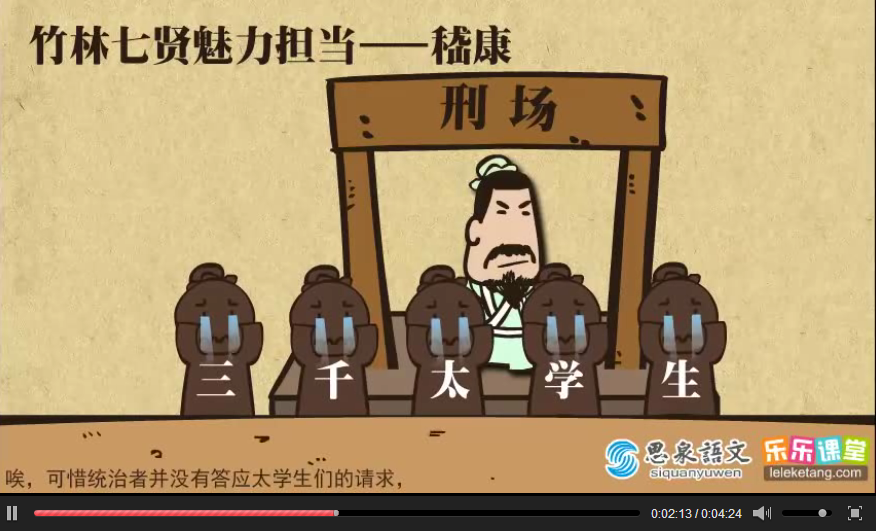 竹林七贤魅力担当——嵇康
刑场
三千太学生
思泉語文
siquanyuwen
乐乐课堂
leleketang.com
唉，可惜统治者并没有答应太学生们的请求，
0:02:13 / 0:04:24